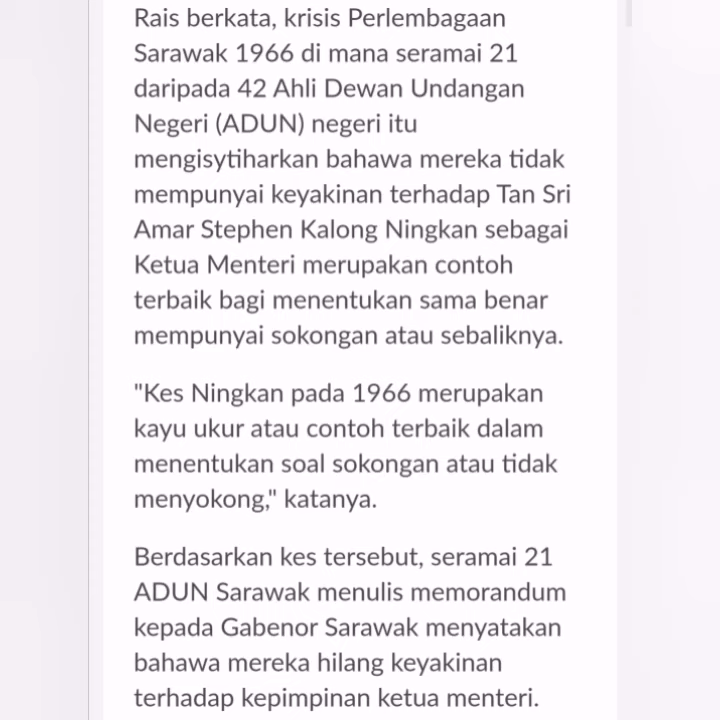 Rais berkata, krisis Perlembagaan
Sarawak 1966 di mana seramai 21
daripada 42 Ahli Dewan Undangan
Negeri (ADUN) negeri itu
mengisytiharkan bahawa mereka tidak
mempunyai keyakinan terhadap Tan Sri
Amar Stephen Kalong Ningkan sebagai
Ketua Menteri merupakan contoh
terbaik bagi menentukan sama benar
mempunyai sokongan atau sebaliknya.
"Kes Ningkan pada 1966 merupakan
kayu ukur atau contoh terbaik dalam
menentukan soal sokongan atau tidak
menyokong," katanya.
Berdasarkan kes tersebut, seramai 21
ADUN Sarawak menulis memorandum
kepada Gabenor Sarawak menyatakan
bahawa mereka hilang keyakinan
terhadap kepimpinan ketua menteri.